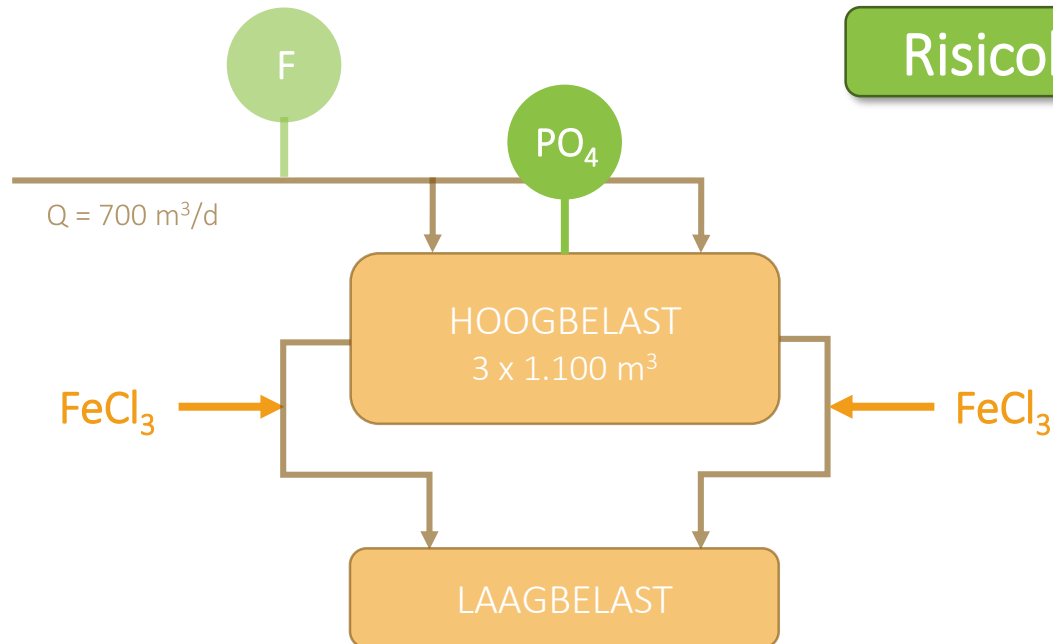 F
Risicol
PO₄
Q = 700 m³/d
HOOGBELAST
3 x 1.100 m³
FeCl₃
FeCl₃
LAAGBELAST